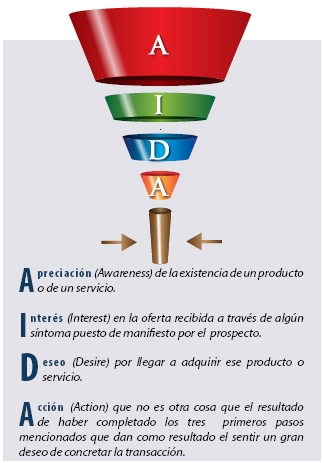 A
I
D
A
Apreciación (Awareness) de la existencia de un producto
o de un servicio.
Interés (Interest) en la oferta recibida a través de algún
síntoma puesto de manifiesto por el prospecto.
Deseo (Desire) por llegar a adquirir ese producto o
servicio.
Acción (Action) que no es otra cosa que el resultado
de haber completado los tres primeros pasos
mencionados que dan como resultado el sentir un gran
deseo de concretar la transacción.